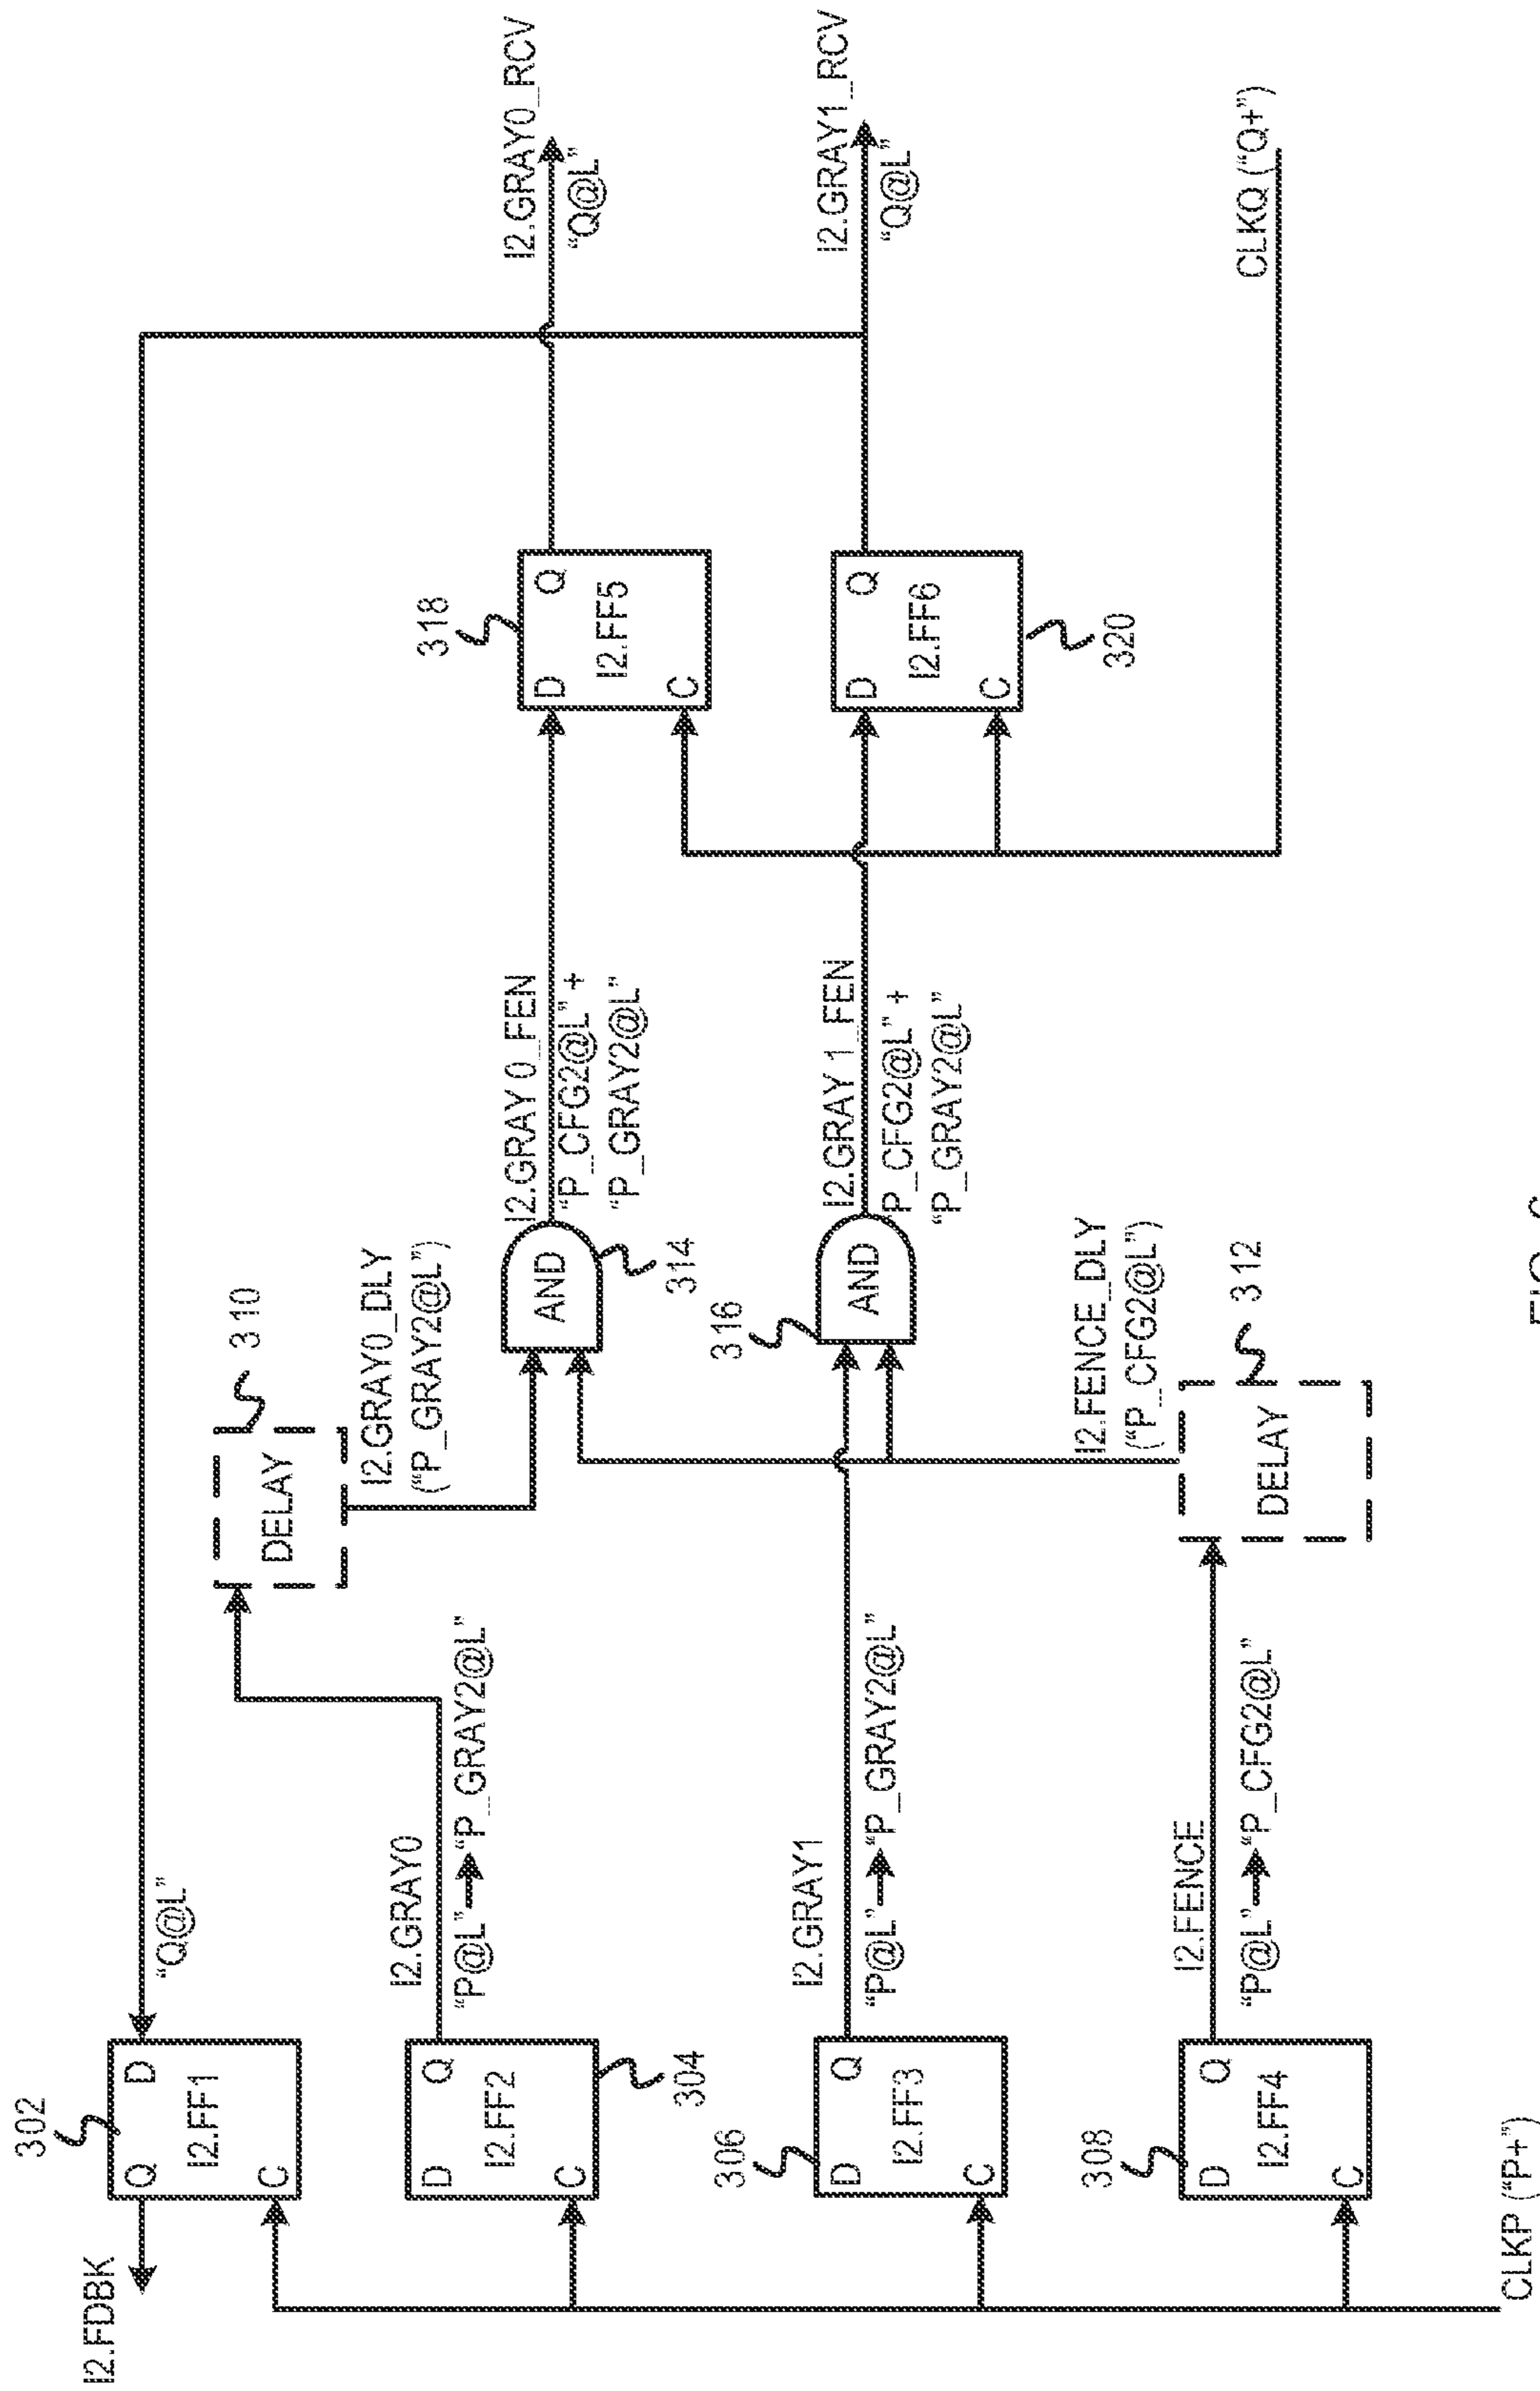 302
Q
D
I2.FF1
C
I2.FDBK
"Q@L"
D
Q
I2.FF2
C
304
I2.GRAY0
"P@L"→"P_GRAY2@L"
DELAY
310
I2.GRAY0_DLY
("P_GRAY2@L")
306
D
Q
I2.FF3
C
I2.GRAY1
"P@L"→"P_GRAY2@L"
308
D
Q
I2.FF4
C
I2.FENCE
"P@L"→"P_CFG2@L"
DELAY
312
I2.FENCE_DLY
("P_CFG2@L")
CLKP ("P+")
AND
314
I2.GRAY 0_FEN
"P_CFG2@L" +
"P_GRAY2@L"
316
AND
I2.GRAY 1_FEN
"P_CFG2@L" +
"P_GRAY2@L"
318
D
Q
I2.FF5
C
D
Q
I2.FF6
C
320
I2.GRAY0_RCV
"Q@L"
I2.GRAY1_RCV
"Q@L"
CLKQ ("Q+")